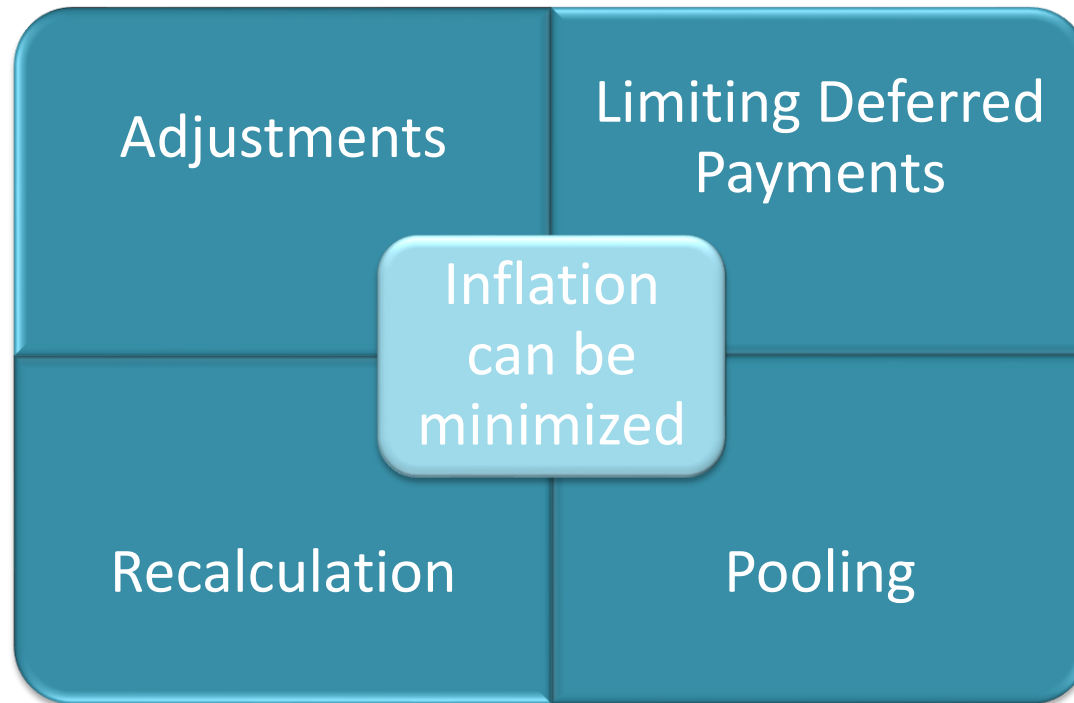 Adjustments
Limiting Deferred
Payments
Inflation
can be
minimized
Recalculation
Pooling